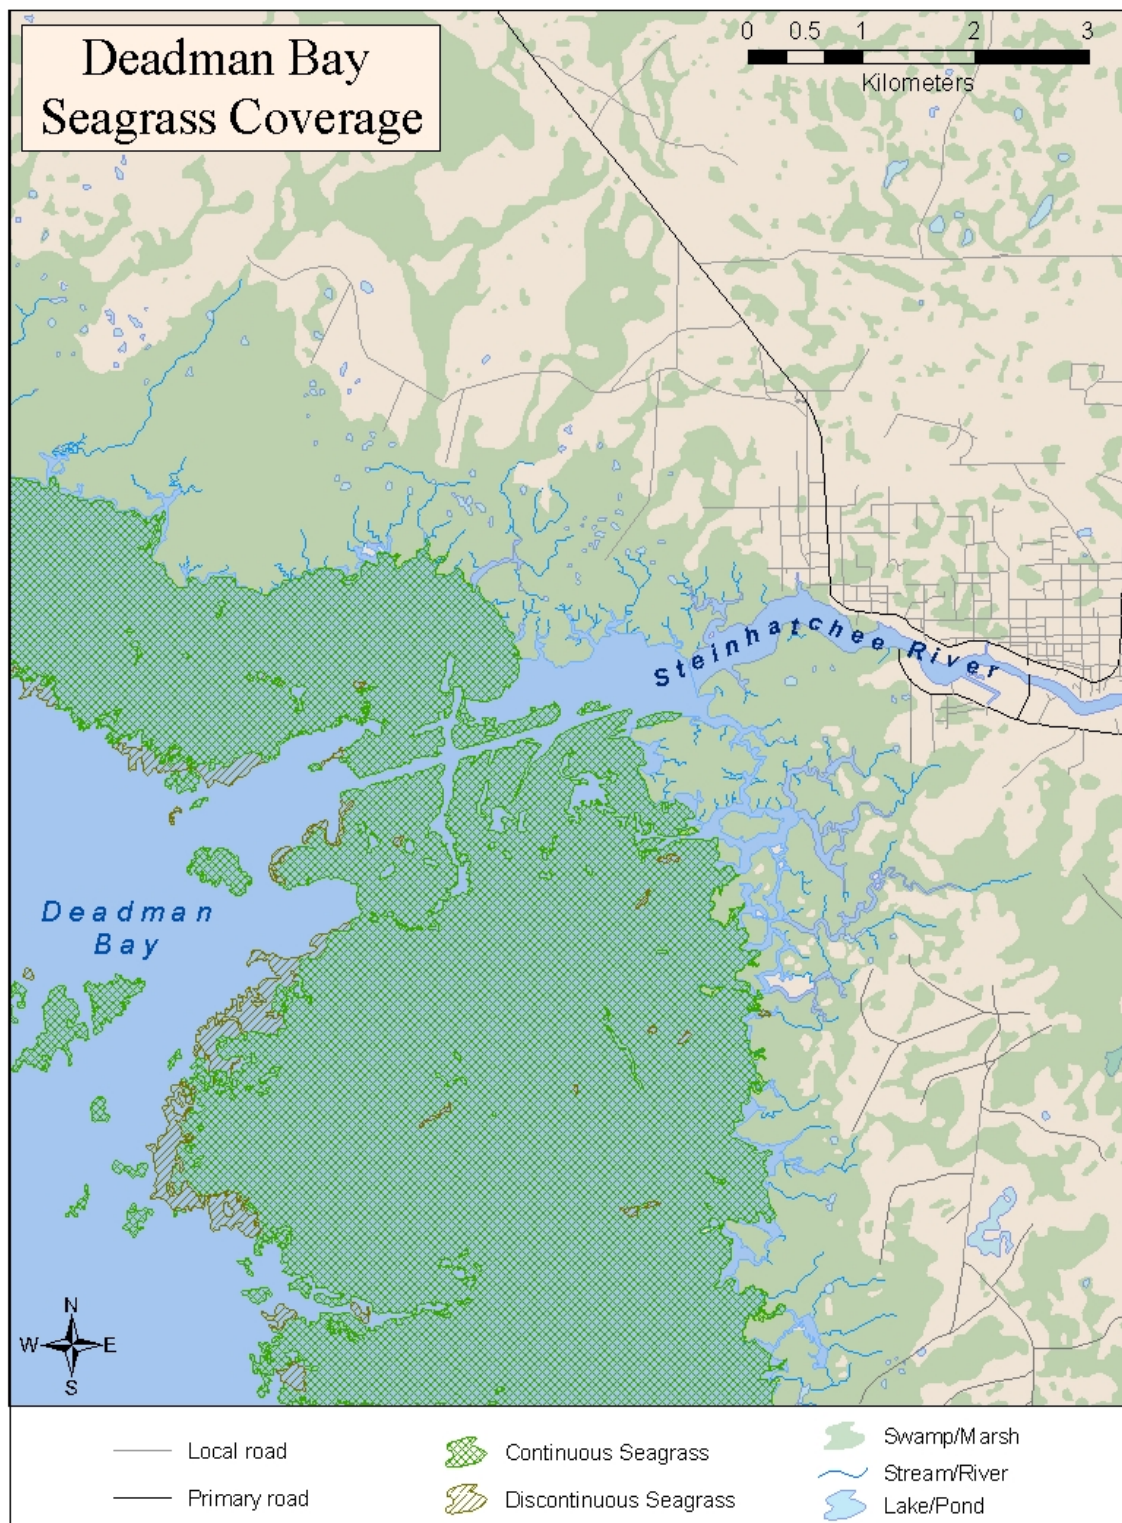 Deadman Bay
Seagrass Coverage
0 0.5 1 2 3
Kilometers
Steinhatchee River
Deadman
Bay
N
W E
S
Local road
Primary road
Continuous Seagrass
Discontinuous Seagrass
Swamp/Marsh
Stream/River
Lake/Pond